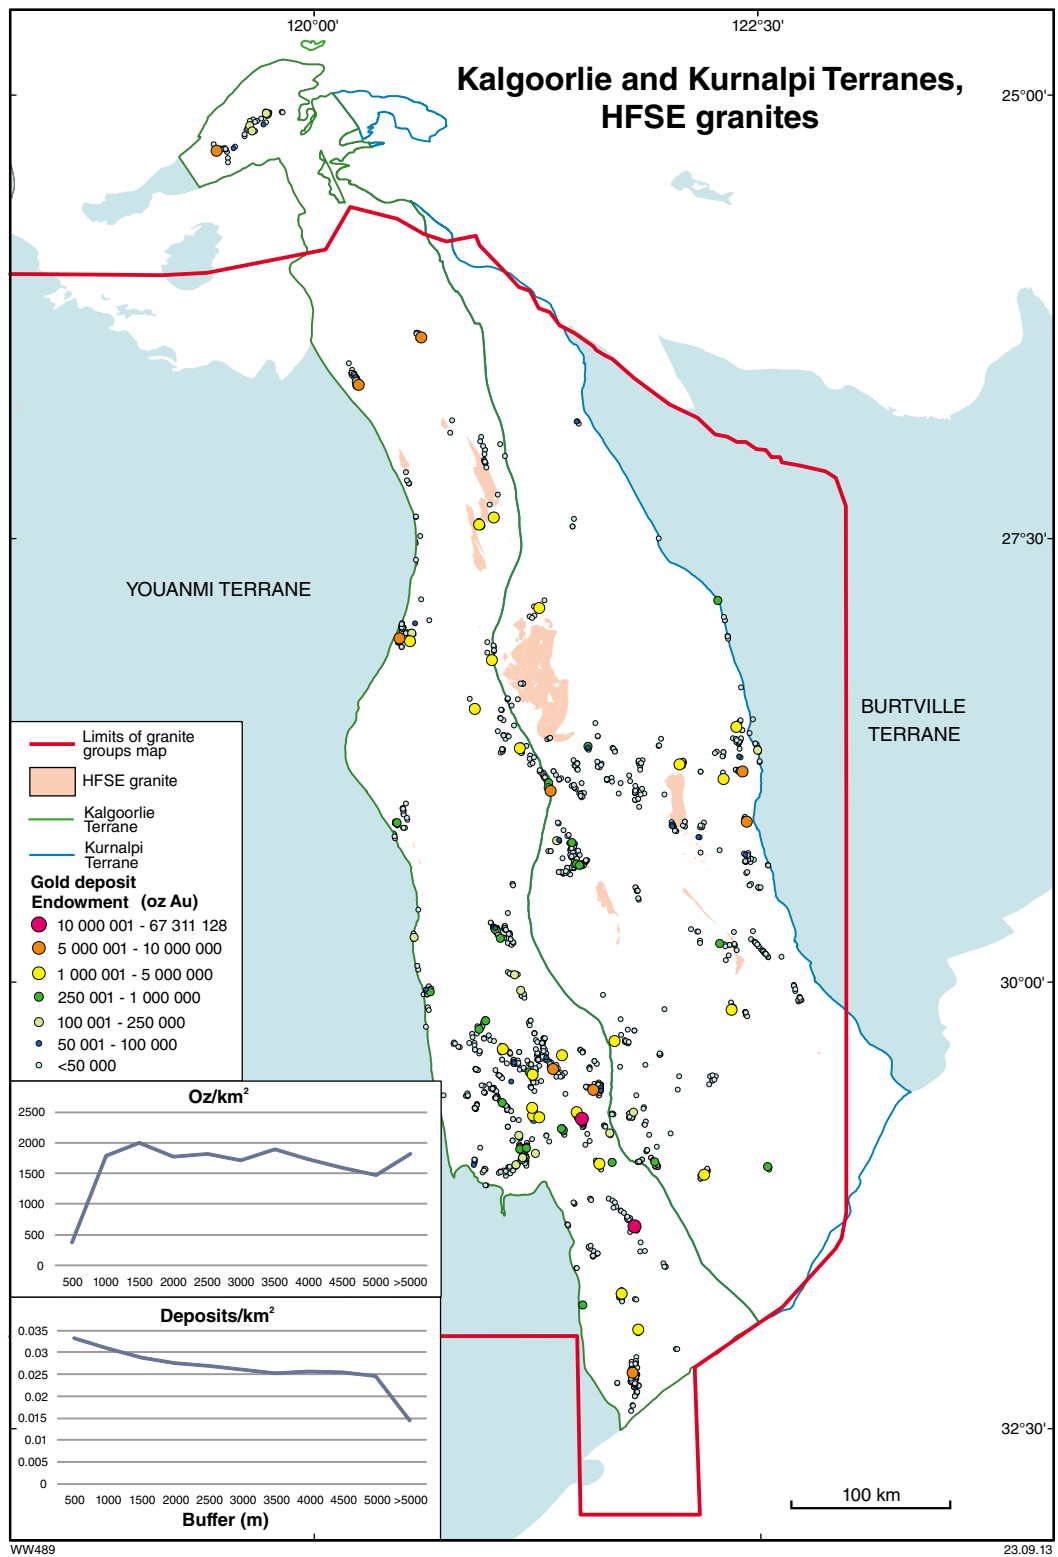 120°00'
122°30'
Kalgoorlie and Kurnalpi Terranes,
HFSE granites
25°00'
27°30'
YOUANMI TERRANE
BURTVILLE
TERRANE
Limits of granite
groups map
HFSE granite
Kalgoorlie
Terrane
Kurnalpi
Terrane
Gold deposit
Endowment (oz Au)
10 000 001 - 67 311 128
5 000 001 - 10 000 000
1 000 001 - 5 000 000
250 001 - 1 000 000
100 001 - 250 000
50 001 - 100 000
<50 000
30°00'
Oz/km²
2500
2000
1500
1000
500
0
500 1000 1500 2000 2500 3000 3500 4000 4500 5000 >5000
Deposits/km²
0.035
0.03
0.025
0.02
0.015
0.01
0.005
0
500 1000 1500 2000 2500 3000 3500 4000 4500 5000 >5000
Buffer (m)
32°30'
100 km
WW489
23.09.13